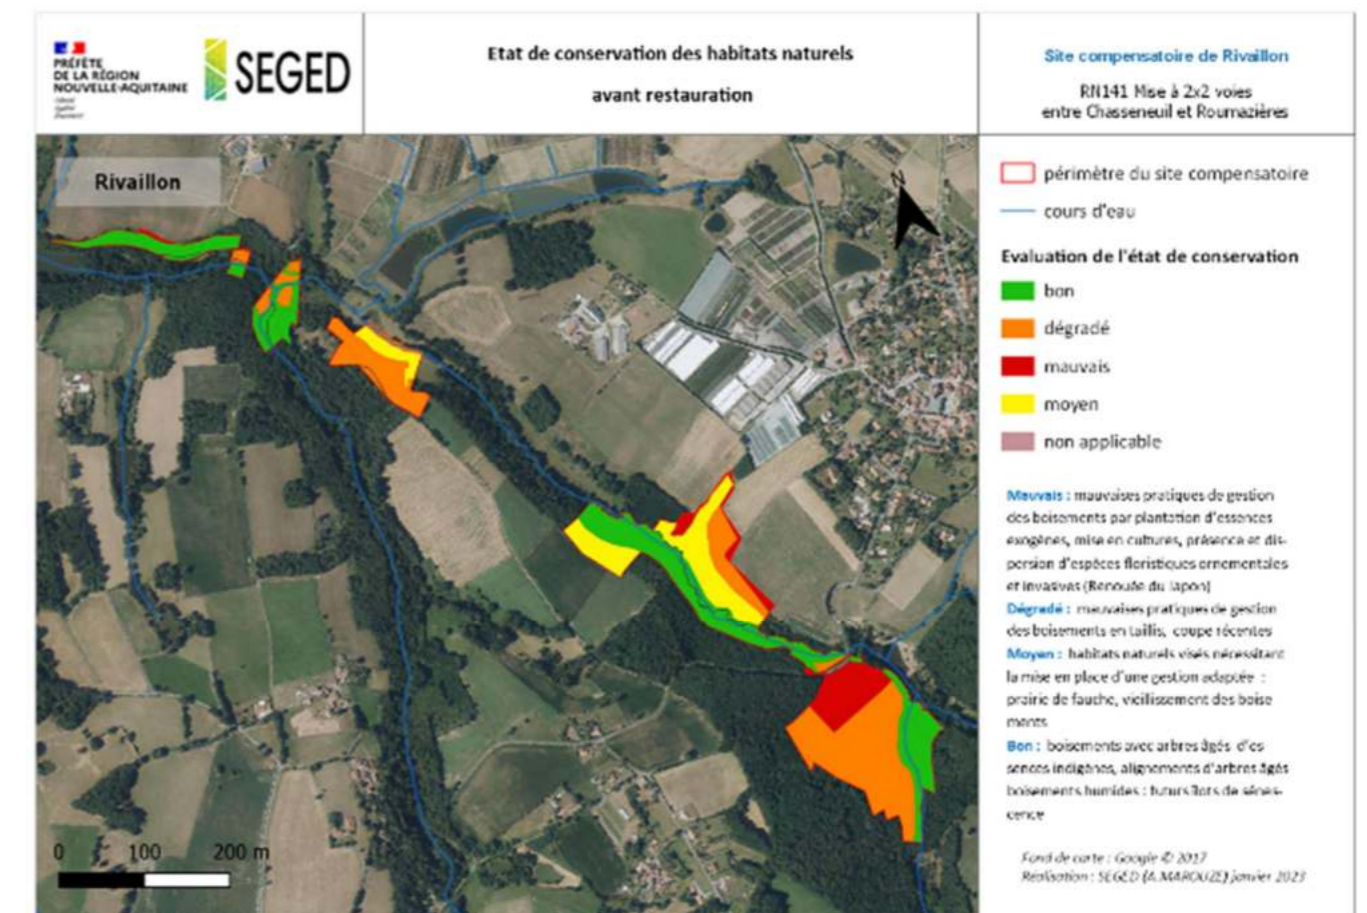 PRÉFÈTE
DE LA RÉGION
NOUVELLE-AQUITAINE
SEGED
Etat de conservation des habitats naturels
avant restauration
Site compensatoire de Rivaillon
RN141 Mise à 2x2 voies
entre Chasseneuil et Roumazières
Rivaillon
N
périmètre du site compensatoire
cours d'eau
Evaluation de l'état de conservation
bon
dégradé
mauvais
moyen
non applicable
Mauvais : mauvaises pratiques de gestion
des boisements par plantation d'essences
exogènes, mise en cultures, présence et dis-
persion d'espèces floristiques ornementales
et invasives (Renouée du Japon)
Dégradé : mauvaises pratiques de gestion
des boisements en taillis, coupe récentes
Moyen : habitats naturels visés nécessitant
la mise en place d'une gestion adaptée :
prairie de fauche, vieillissement des boise
ments
Bon : boisements avec arbres âgés d'es
sences indigènes, alignements d'arbres âgés
boisements humides : futurs îlots de sénes-
cence
0 100 200 m
Fond de carte : Google © 2017
Réalisation : SEGED (A.MAROUZE) janvier 2023